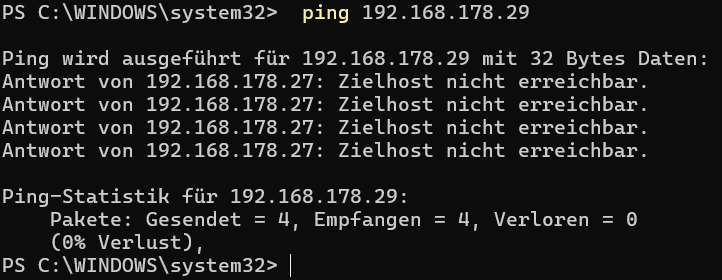 PS C:\WINDOWS\system32>  ping 192.168.178.29
Ping wird ausgeführt für 192.168.178.29 mit 32 Bytes Daten:
Antwort von 192.168.178.27: Zielhost nicht erreichbar.
Antwort von 192.168.178.27: Zielhost nicht erreichbar.
Antwort von 192.168.178.27: Zielhost nicht erreichbar.
Antwort von 192.168.178.27: Zielhost nicht erreichbar.
Ping-Statistik für 192.168.178.29:
    Pakete: Gesendet = 4, Empfangen = 4, Verloren = 0
    (0% Verlust),
PS C:\WINDOWS\system32>